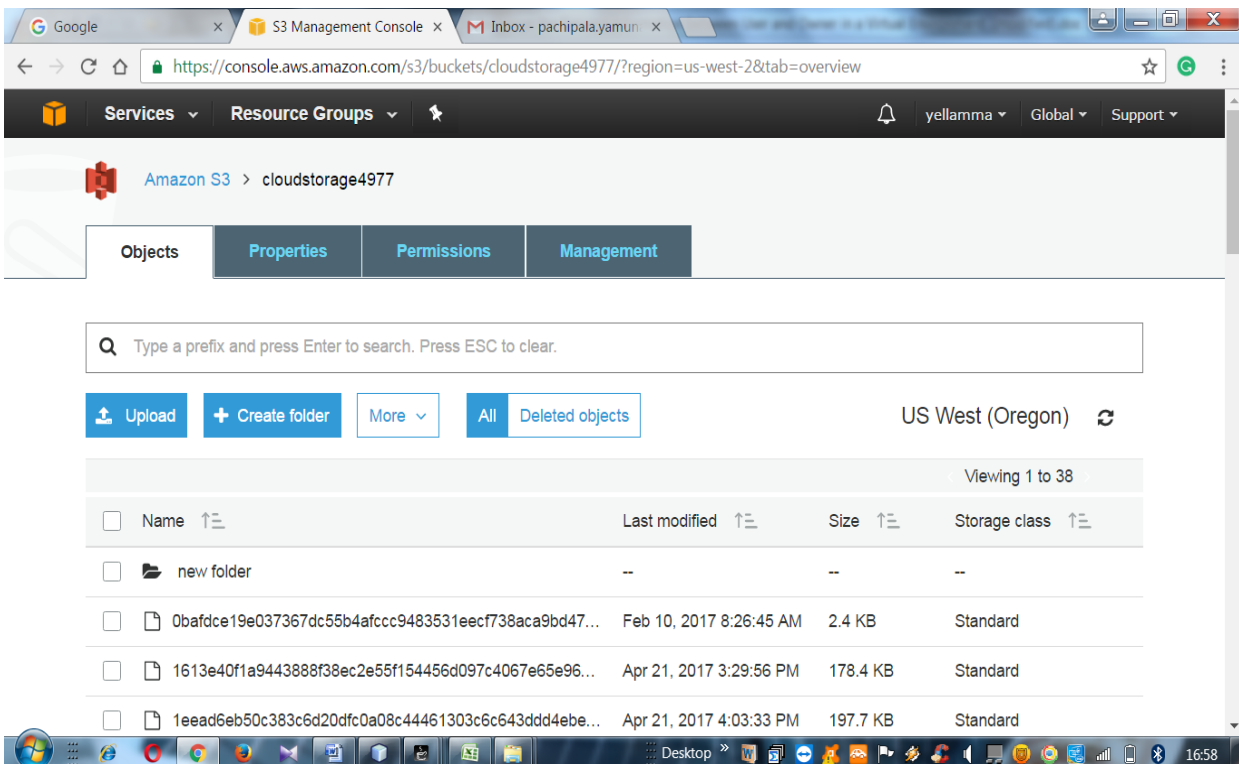 Google
S3 Management Console
Inbox - pachipala.yamun
https://console.aws.amazon.com/s3/buckets/cloudstorage4977/?region=us-west-2&tab=overview
Services Resource Groups yellamma Global Support
Amazon S3 > cloudstorage4977
Objects Properties Permissions Management
Type a prefix and press Enter to search. Press ESC to clear.
Upload + Create folder More All Deleted objects US West (Oregon)
Viewing 1 to 38
Name Last modified Size Storage class
new folder -- -- --
0bafdce19e037367dc55b4afccc9483531eecf738aca9bd47... Feb 10, 2017 8:26:45 AM 2.4 KB Standard
1613e40f1a9443888f38ec2e55f154456d097c4067e65e96... Apr 21, 2017 3:29:56 PM 178.4 KB Standard
1eead6eb50c383c6d20dfc0a08c44461303c6c643ddd4ebe... Apr 21, 2017 4:03:33 PM 197.7 KB Standard
Desktop » 16:58